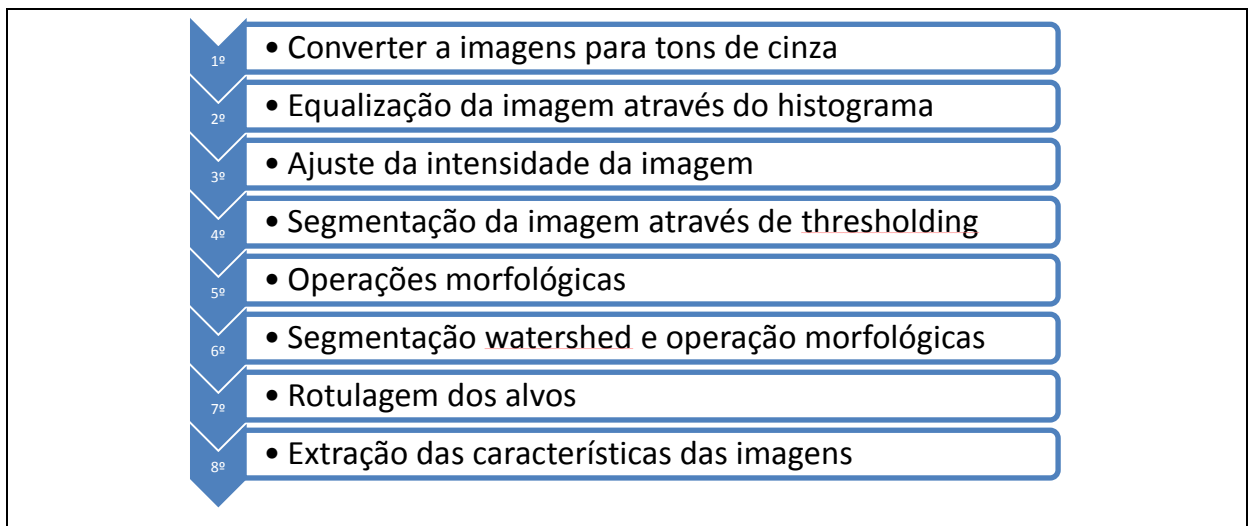 1º • Converter a imagens para tons de cinza
2º • Equalização da imagem através do histograma
3º • Ajuste da intensidade da imagem
4º • Segmentação da imagem através de thresholding
5º • Operações morfológicas
6º • Segmentação watershed e operação morfológicas
7º • Rotulagem dos alvos
8º • Extração das características das imagens